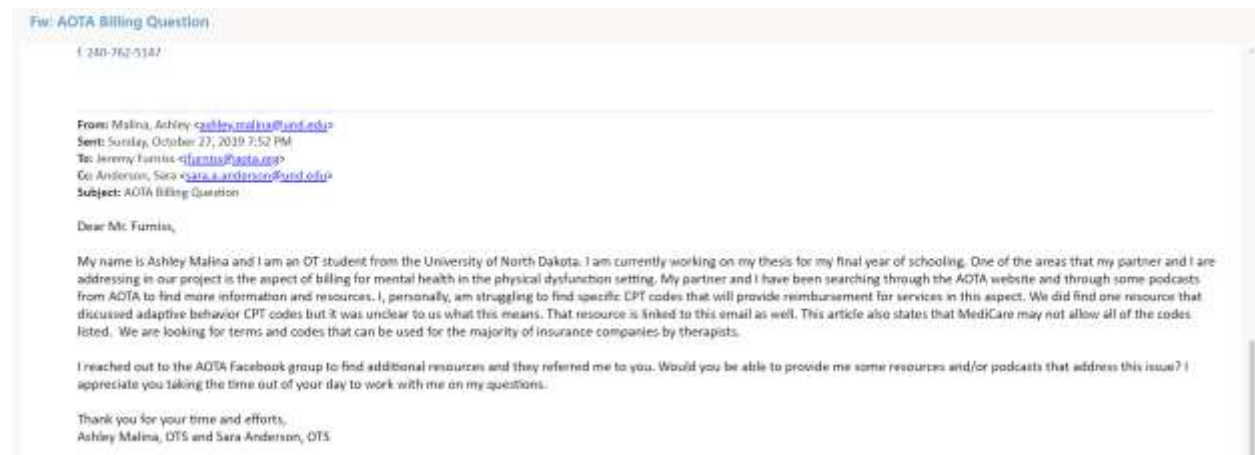 Fw: AOTA Billing Question
f. 240-762-5147
From: Malina, Ashley <ashley.malina@und.edu>
Sent: Sunday, October 27, 2019 7:52 PM
To: Jeremy Furniss <jfurniss@aota.org>
Cc: Anderson, Sara <sara.a.anderson@und.edu>
Subject: AOTA Billing Question
Dear Mr. Furniss,
My name is Ashley Malina and I am an OT student from the University of North Dakota. I am currently working on my thesis for my final year of schooling. One of the areas that my partner and I are
addressing in our project is the aspect of billing for mental health in the physical dysfunction setting. My partner and I have been searching through the AOTA website and through some podcasts
from AOTA to find more information and resources. I, personally, am struggling to find specific CPT codes that will provide reimbursement for services in this aspect. We did find one resource that
discussed adaptive behavior CPT codes but it was unclear to us what this means. That resource is linked to this email as well. This article also states that MediCare may not allow all of the codes
listed. We are looking for terms and codes that can be used for the majority of insurance companies by therapists.
I reached out to the AOTA Facebook group to find additional resources and they referred me to you. Would you be able to provide me some resources and/or podcasts that address this issue? I
appreciate you taking the time out of your day to work with me on my questions.
Thank you for your time and efforts,
Ashley Malina, OTS and Sara Anderson, OTS